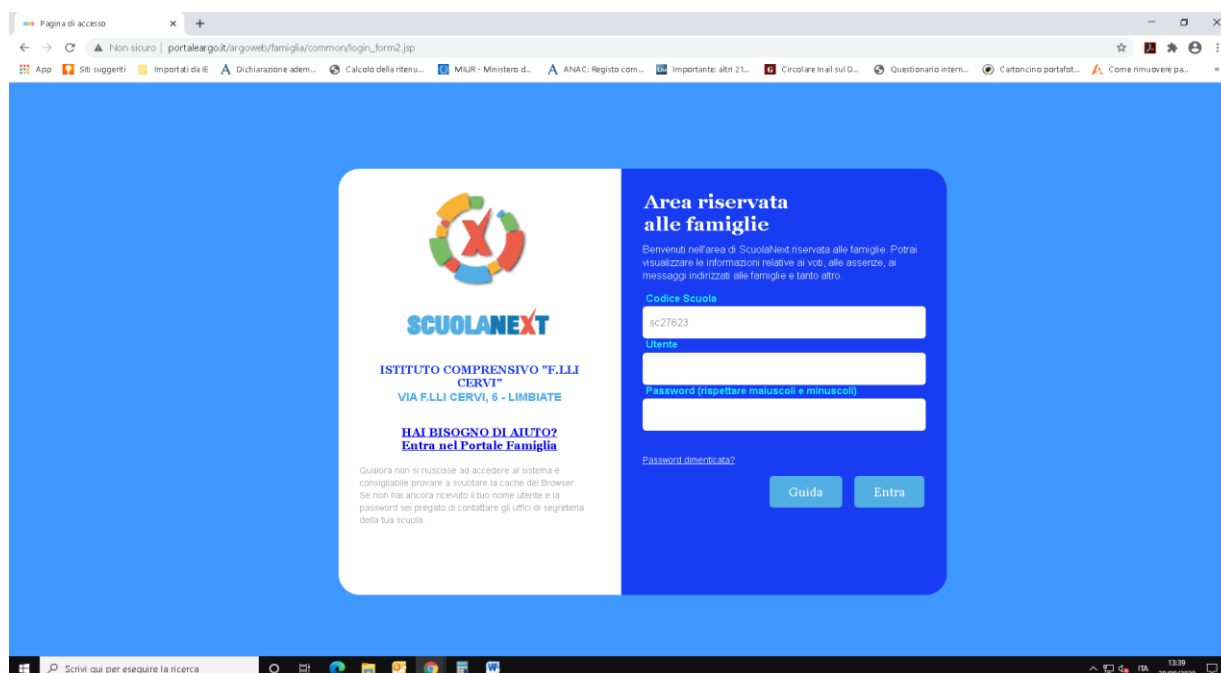 Pagina di accesso
Non sicuro | portaleargo.it/argoweb/famiglia/common/login_form2.jsp
App Siti suggeriti Importati da IE Dichiarazione adem... Calcolo della ritenu... MIUR - Ministero d... ANAC: Registo com... Importante: altri 21... Circolare Inail sul D... Questionario intern... Cartoncino portafot... Come rimuovere pa... »
SCUOLANEXT
ISTITUTO COMPRENSIVO "F.LLI
CERVI"
VIA F.LLI CERVI, 6 - LIMBIATE
HAI BISOGNO DI AIUTO?
Entra nel Portale Famiglia
Qualora non si riuscisse ad accedere al sistema è
consigliabile provare a svuotare la cache del Browser.
Se non hai ancora ricevuto il tuo nome utente e la
password sei pregato di contattare gli uffici di segreteria
della tua scuola.
Area riservata
alle famiglie
Benvenuti nell'area di ScuolaNext riservata alle famiglie. Potrai
visualizzare le informazioni relative ai voti, alle assenze, ai
messaggi indirizzati alle famiglie e tanto altro.
Codice Scuola
sc27623
Utente
Password (rispettare maiuscoli e minuscoli)
Password dimenticata?
Guida Entra
Scrivi qui per eseguire la ricerca
ITA
13:39